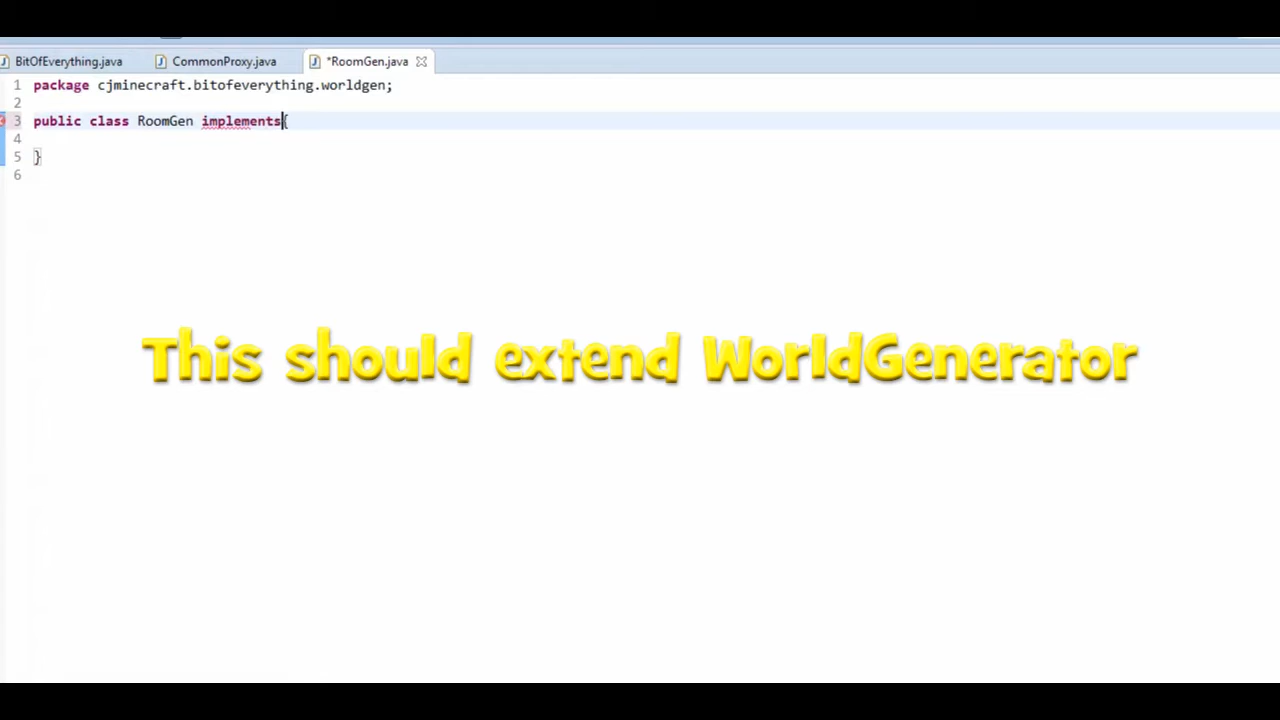 BitOfEverything.java CommonProxy.java *RoomGen.java
1 package cjminecraft.bitofeverything.worldgen;
2
3 public class RoomGen implements{
4
5 }
6
This should extend WorldGenerator